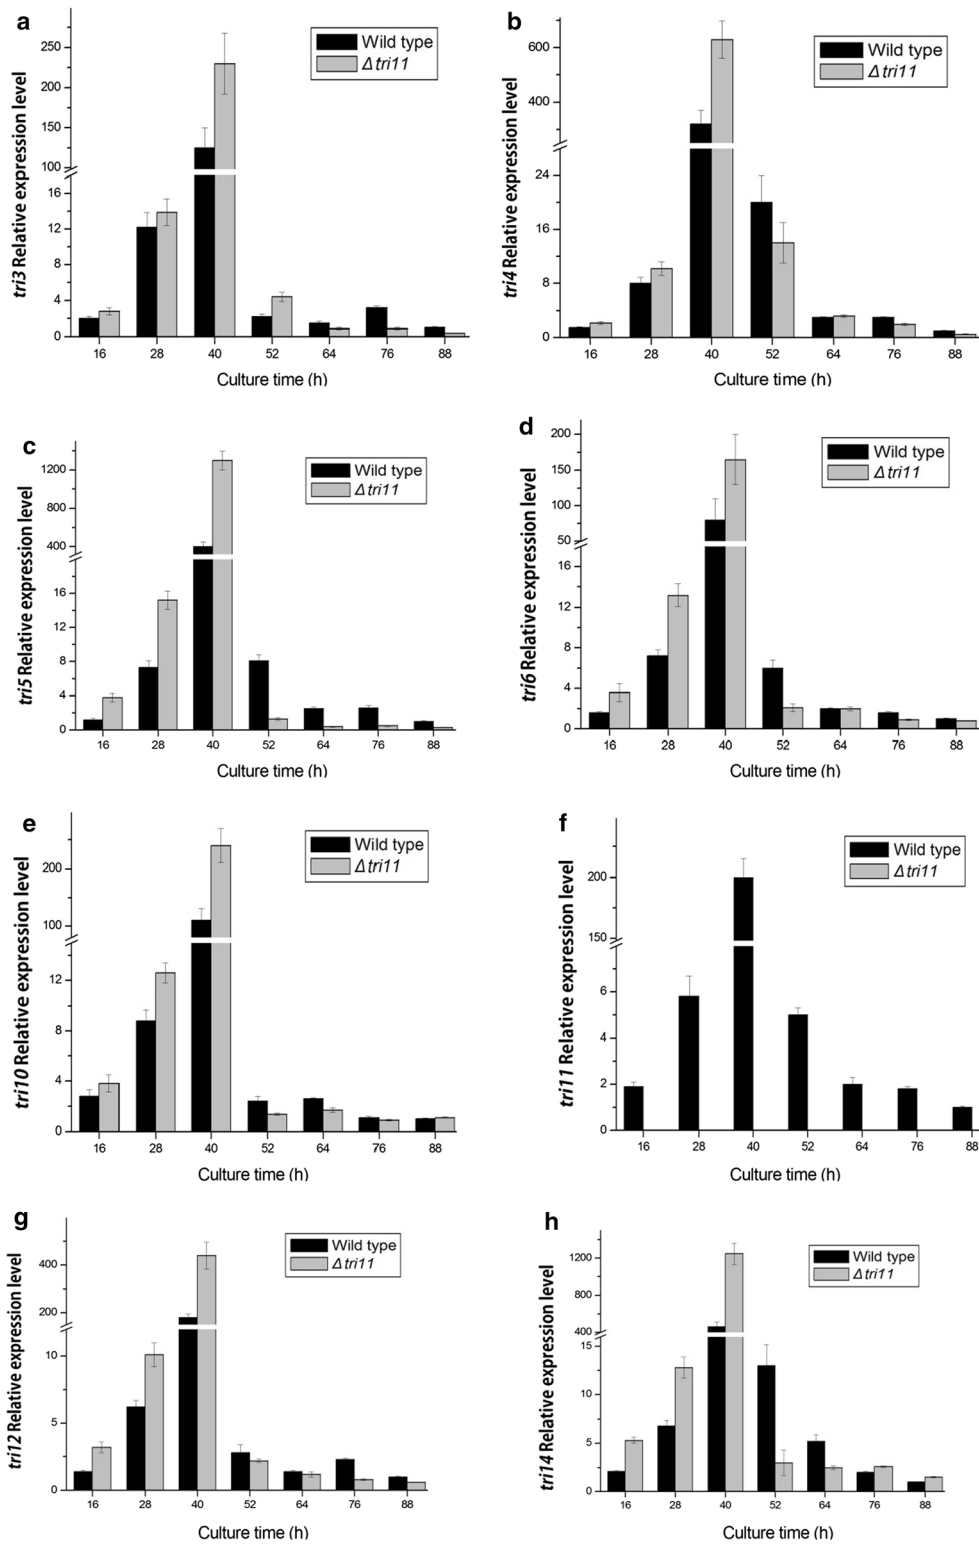 a
tri3 Relative expression level
250
200
150
100
16
12
8
4
0
Wild type
Δtri11
16 28 40 52 64 76 88
Culture time (h)
b
tri4 Relative expression level
600
400
24
16
8
0
Wild type
Δtri11
16 28 40 52 64 76 88
Culture time (h)
c
tri5 Relative expression level
1200
800
400
16
12
8
4
0
Wild type
Δtri11
16 28 40 52 64 76 88
Culture time (h)
d
tri6 Relative expression level
200
150
100
50
16
12
8
4
0
Wild type
Δtri11
16 28 40 52 64 76 88
Culture time (h)
e
tri10 Relative expression level
200
100
12
8
4
0
Wild type
Δtri11
16 28 40 52 64 76 88
Culture time (h)
f
tri11 Relative expression level
200
150
6
4
2
0
Wild type
Δtri11
16 28 40 52 64 76 88
Culture time (h)
g
tri12 Relative expression level
400
200
10
5
0
Wild type
Δtri11
16 28 40 52 64 76 88
Culture time (h)
h
tri14 Relative expression level
1200
800
400
15
10
5
0
Wild type
Δtri11
16 28 40 52 64 76 88
Culture time (h)